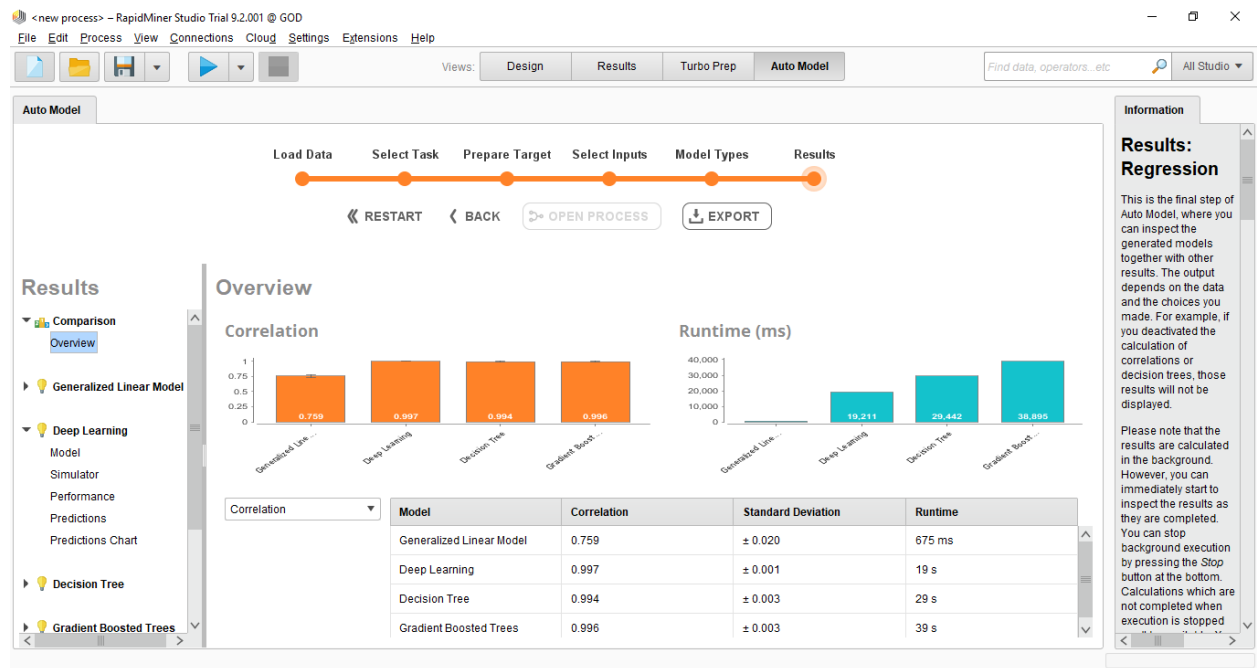 <new process> – RapidMiner Studio Trial 9.2.001 @ GOD
File Edit Process View Connections Cloud Settings Extensions Help
Views: Design Results Turbo Prep Auto Model
Find data, operators...etc
All Studio
Auto Model
Load Data Select Task Prepare Target Select Inputs Model Types Results
RESTART BACK OPEN PROCESS EXPORT
Results
Comparison
Overview
Generalized Linear Model
Deep Learning
Model
Simulator
Performance
Predictions
Predictions Chart
Decision Tree
Gradient Boosted Trees
Overview
Correlation
1
0.75
0.5
0.25
0
0.759 0.997 0.994 0.996
Generalized Line... Deep Learning Decision Tree Gradient Boost...
Runtime (ms)
40,000
30,000
20,000
10,000
0
19,211 29,442 38,895
Generalized Line... Deep Learning Decision Tree Gradient Boost...
Correlation
Model Correlation Standard Deviation Runtime
Generalized Linear Model 0.759 ± 0.020 675 ms
Deep Learning 0.997 ± 0.001 19 s
Decision Tree 0.994 ± 0.003 29 s
Gradient Boosted Trees 0.996 ± 0.003 39 s
Information
Results:
Regression
This is the final step of
Auto Model, where you
can inspect the
generated models
together with other
results. The output
depends on the data
and the choices you
made. For example, if
you deactivated the
calculation of
correlations or
decision trees, those
results will not be
displayed.
Please note that the
results are calculated
in the background.
However, you can
immediately start to
inspect the results as
they are completed.
You can stop
background execution
by pressing the Stop
button at the bottom.
Calculations which are
not completed when
execution is stopped